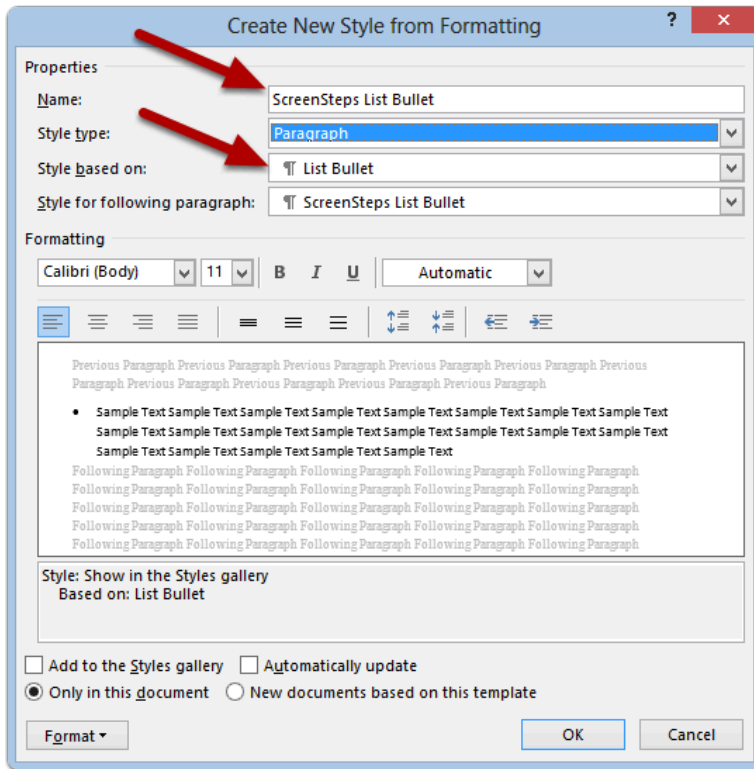 Create New Style from Formatting
?
x
Properties
Name:
ScreenSteps List Bullet
Style type:
Paragraph
Style based on:
¶ List Bullet
Style for following paragraph:
¶ ScreenSteps List Bullet
Formatting
Calibri (Body) 11 B I U Automatic
Previous Paragraph Previous Paragraph Previous Paragraph Previous Paragraph Previous Paragraph Previous
Paragraph Previous Paragraph Previous Paragraph Previous Paragraph Previous Paragraph
• Sample Text Sample Text Sample Text Sample Text Sample Text Sample Text Sample Text Sample Text
Sample Text Sample Text Sample Text Sample Text Sample Text Sample Text Sample Text Sample Text
Sample Text Sample Text Sample Text Sample Text Sample Text
Following Paragraph Following Paragraph Following Paragraph Following Paragraph Following Paragraph
Following Paragraph Following Paragraph Following Paragraph Following Paragraph Following Paragraph
Following Paragraph Following Paragraph Following Paragraph Following Paragraph Following Paragraph
Following Paragraph Following Paragraph Following Paragraph Following Paragraph Following Paragraph
Following Paragraph Following Paragraph Following Paragraph Following Paragraph Following Paragraph
Style: Show in the Styles gallery
Based on: List Bullet
Add to the Styles gallery Automatically update
Only in this document New documents based on this template
Format
OK
Cancel